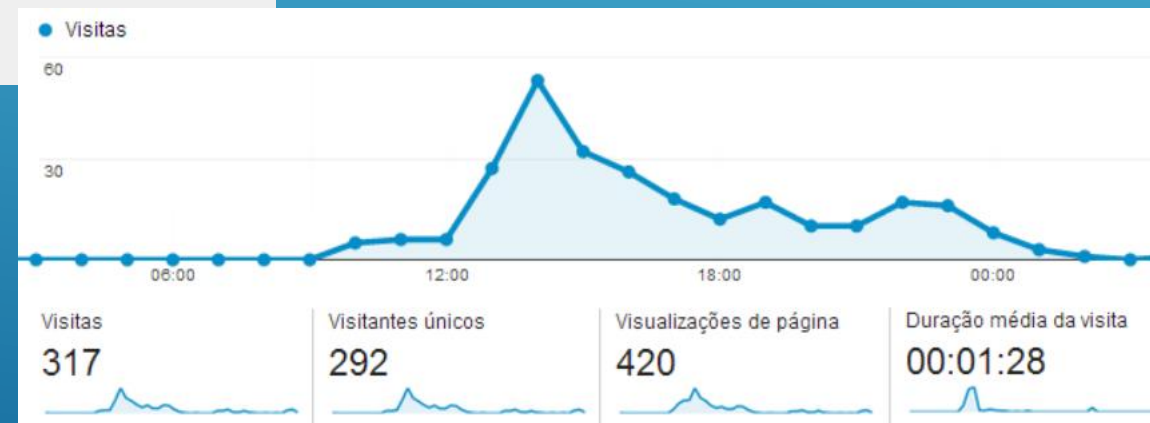 Visitas
60
30
06:00 12:00 18:00 00:00
Visitas Visitantes únicos Visualizações de página Duração média da visita
317 292 420 00:01:28